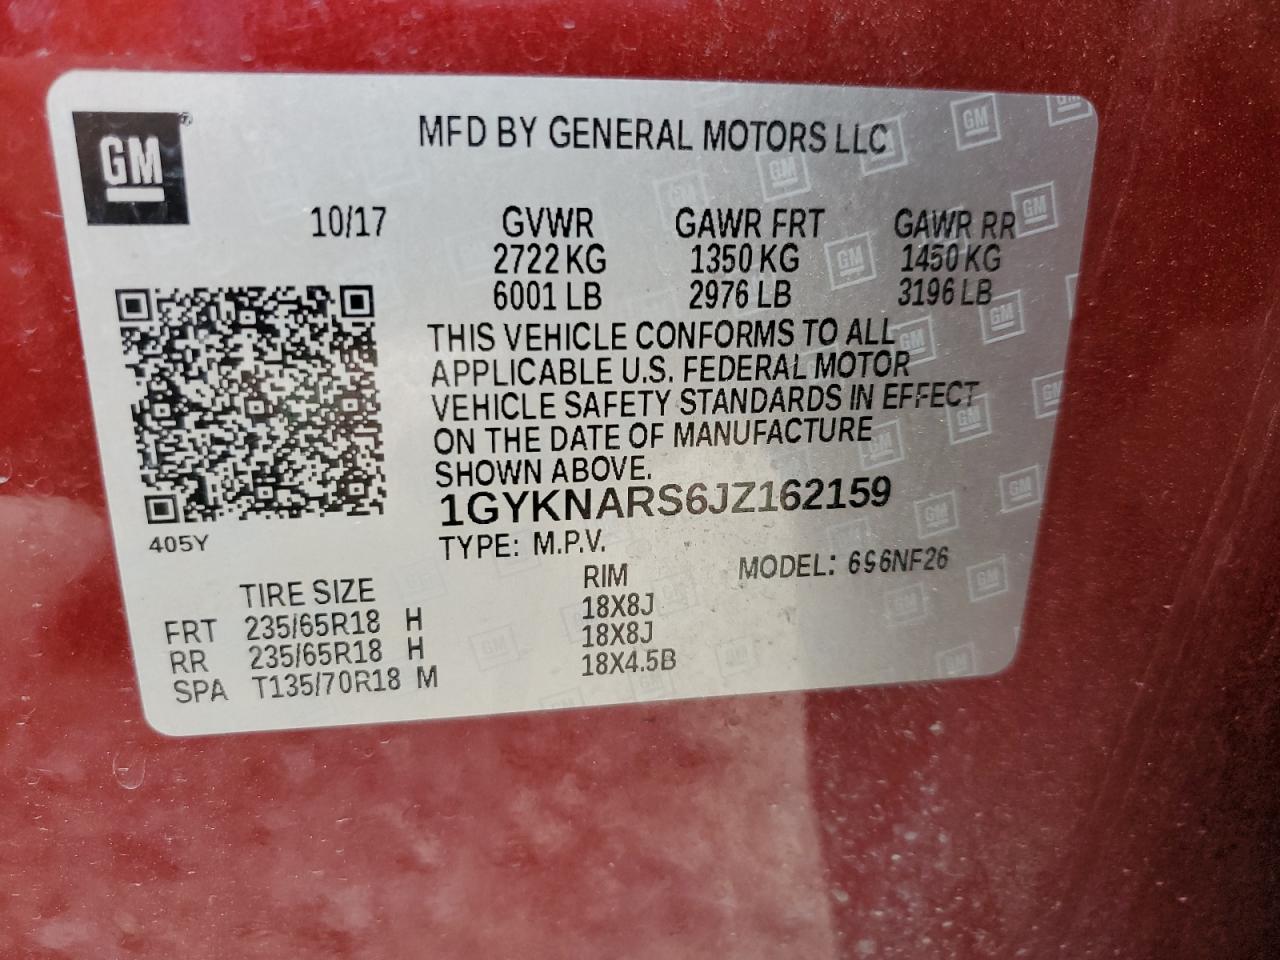 GM
MFD BY GENERAL MOTORS LLC
10/17 GVWR GAWR FRT GAWR RR
2722 KG 1350 KG 1450 KG
6001 LB 2976 LB 3196 LB
THIS VEHICLE CONFORMS TO ALL
APPLICABLE U.S. FEDERAL MOTOR
VEHICLE SAFETY STANDARDS IN EFFECT
ON THE DATE OF MANUFACTURE
SHOWN ABOVE.
405Y
1GYKNARS6JZ162159
TYPE: M.P.V. MODEL: 6S6NF26
TIRE SIZE RIM
FRT 235/65R18 H 18X8J
RR 235/65R18 H 18X8J
SPA T135/70R18 M 18X4.5B